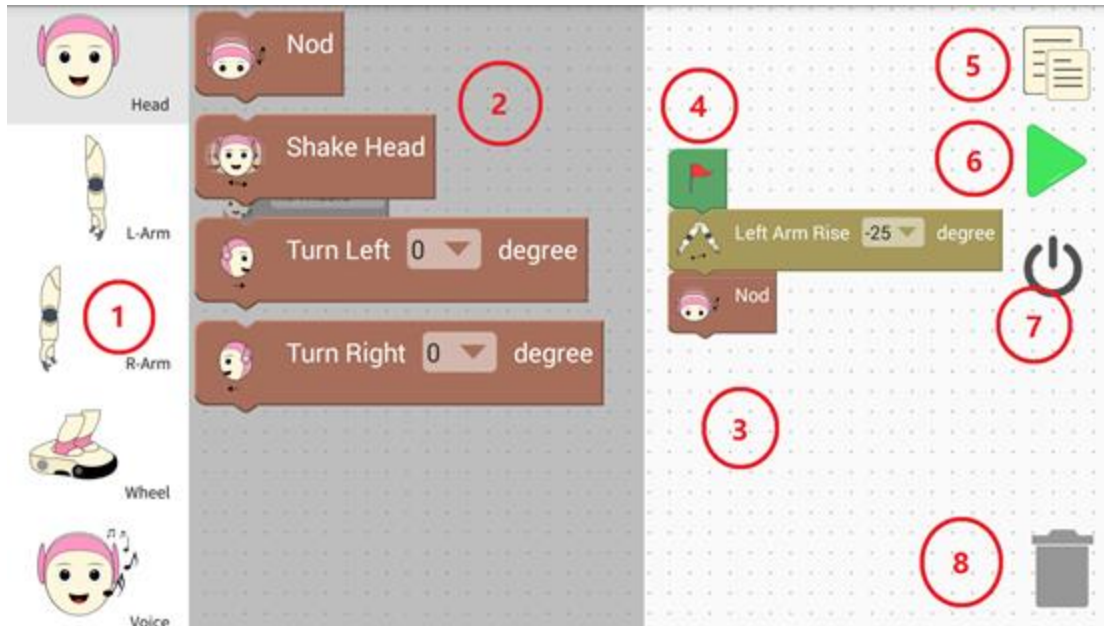 Head
L-Arm
R-Arm
Wheel
Voice
1
Nod
Shake Head
Turn Left 0 degree
Turn Right 0 degree
2
4
Left Arm Rise -25 degree
Nod
3
5
6
7
8